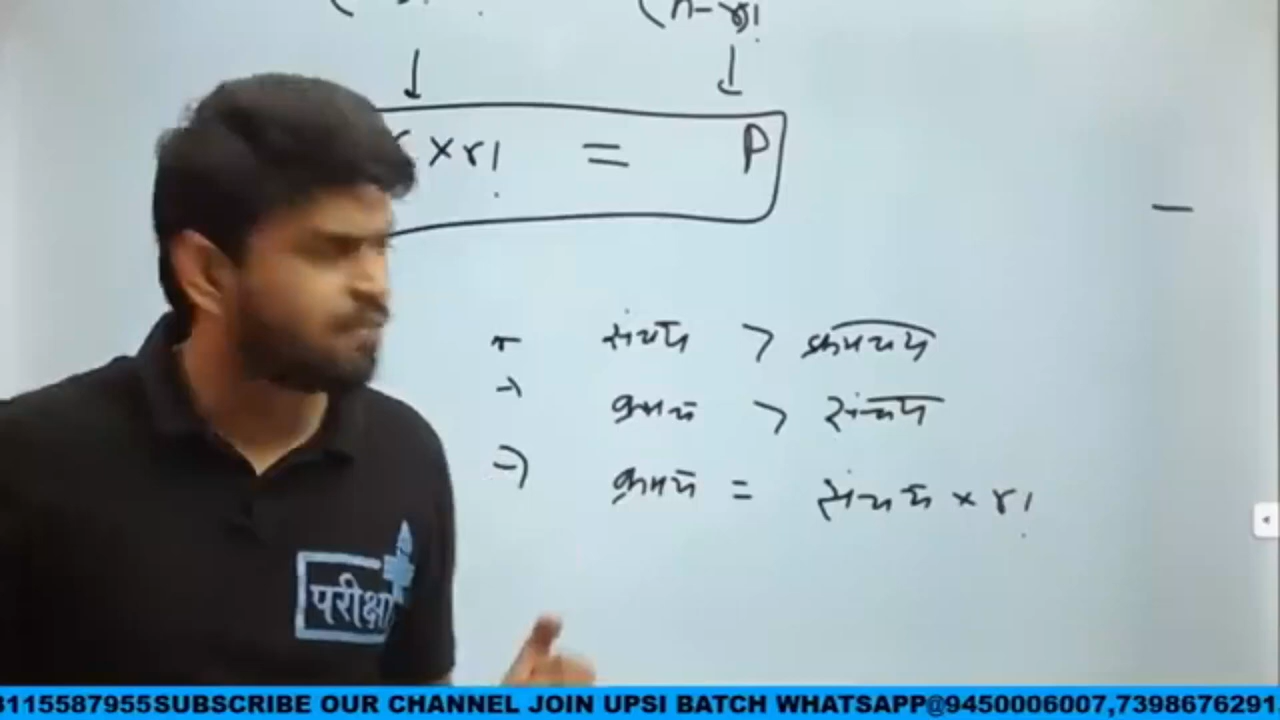 (n-r)!
× r! = P
संचय > क्रमचय
क्रमचय > संचय
⇒ क्रमचय = संचय × r!
परीक्षा
8115587955SUBSCRIBE OUR CHANNEL JOIN UPSI BATCH WHATSAPP@9450006007,7398676291